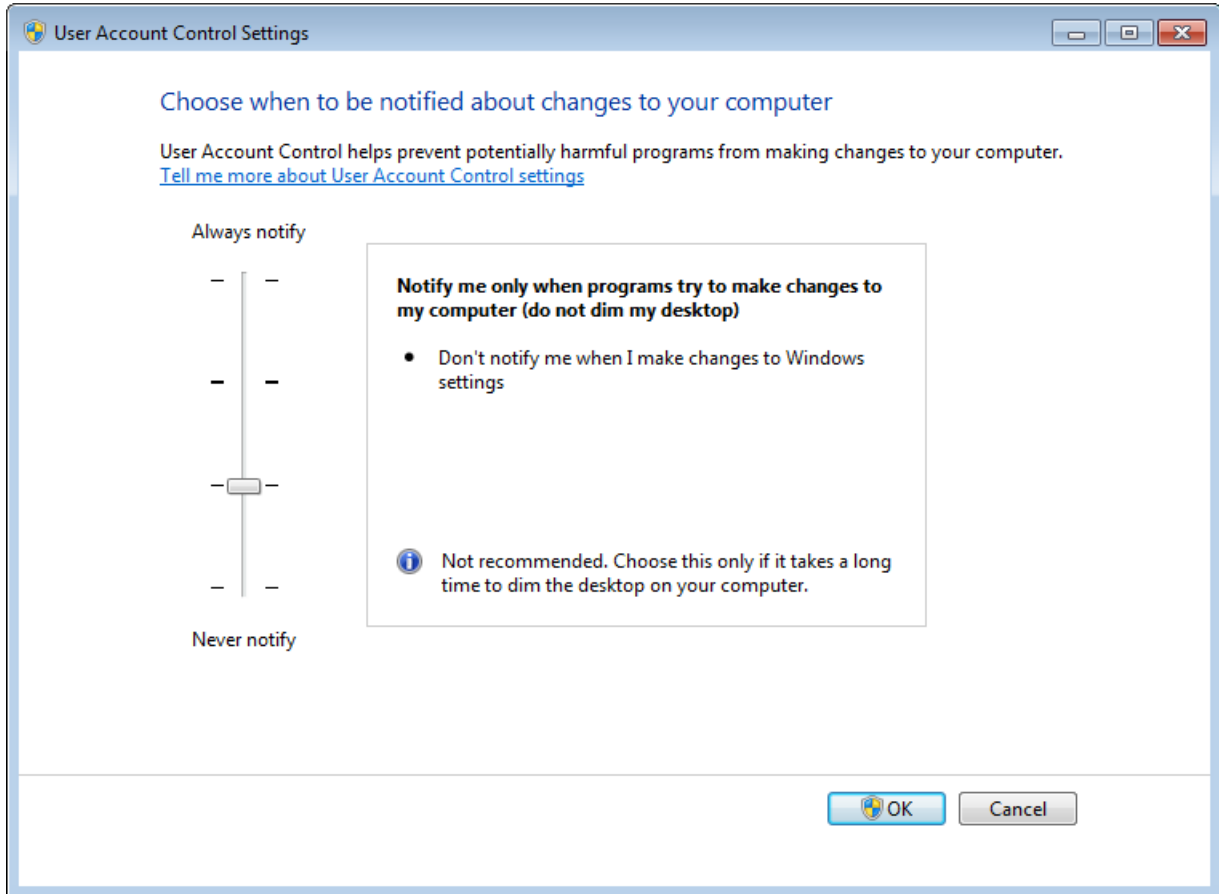 User Account Control Settings
Choose when to be notified about changes to your computer
User Account Control helps prevent potentially harmful programs from making changes to your computer.
Tell me more about User Account Control settings
Always notify
Notify me only when programs try to make changes to
my computer (do not dim my desktop)
• Don't notify me when I make changes to Windows
settings
Not recommended. Choose this only if it takes a long
time to dim the desktop on your computer.
Never notify
OK
Cancel